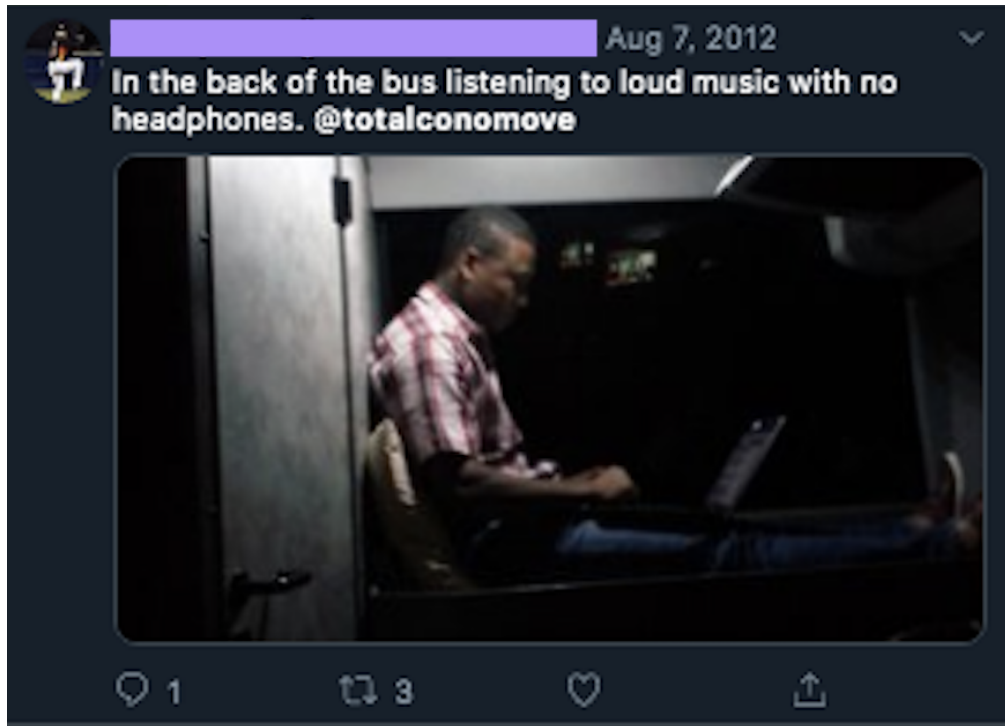 Aug 7, 2012
In the back of the bus listening to loud music with no
headphones. @totalconomove
1
3